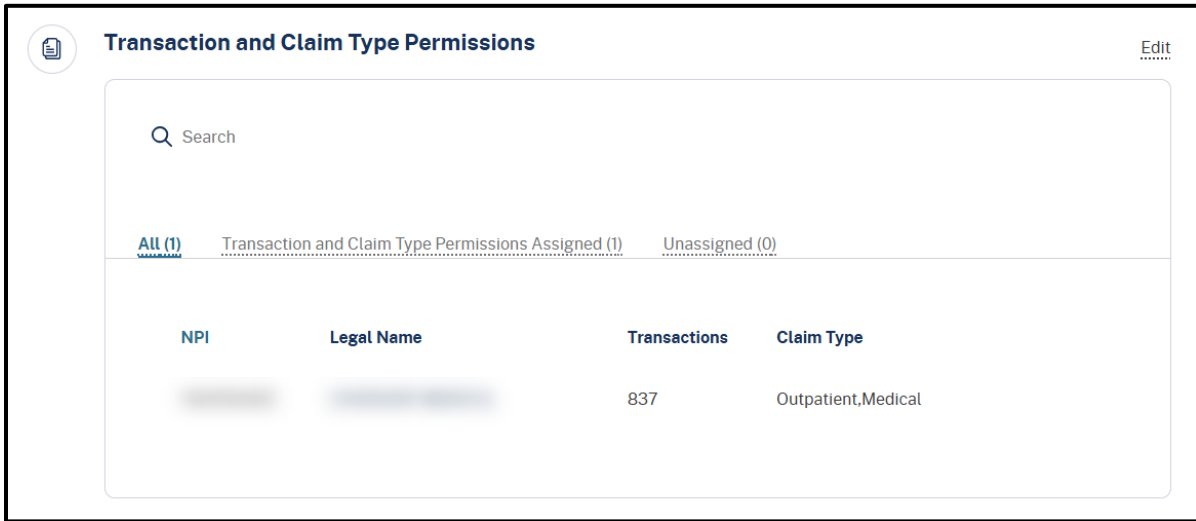 Transaction and Claim Type Permissions
Edit
Search
All (1) Transaction and Claim Type Permissions Assigned (1) Unassigned (0)
NPI Legal Name Transactions Claim Type
837 Outpatient,Medical